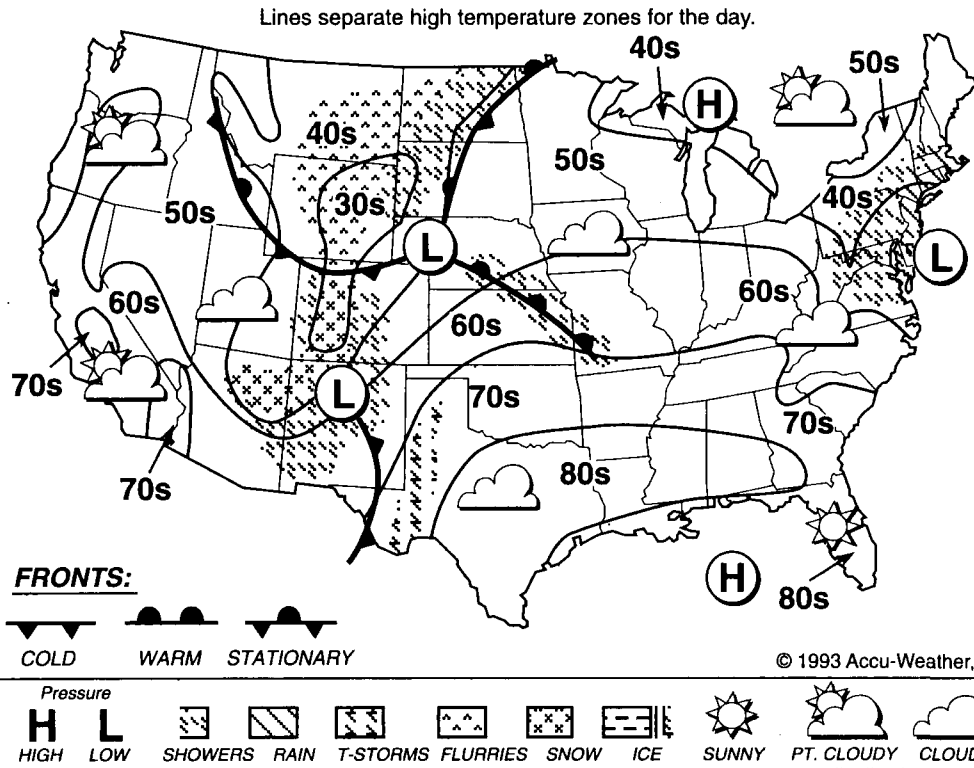 Lines separate high temperature zones for the day.
40s
50s
H
40s
50s
30s
40s
50s
L
L
60s
60s
60s
70s
L
70s
70s
70s
80s
H
80s
FRONTS:
COLD WARM STATIONARY
© 1993 Accu-Weather,
Pressure
H L
HIGH LOW SHOWERS RAIN T-STORMS FLURRIES SNOW ICE SUNNY PT. CLOUDY CLOUD